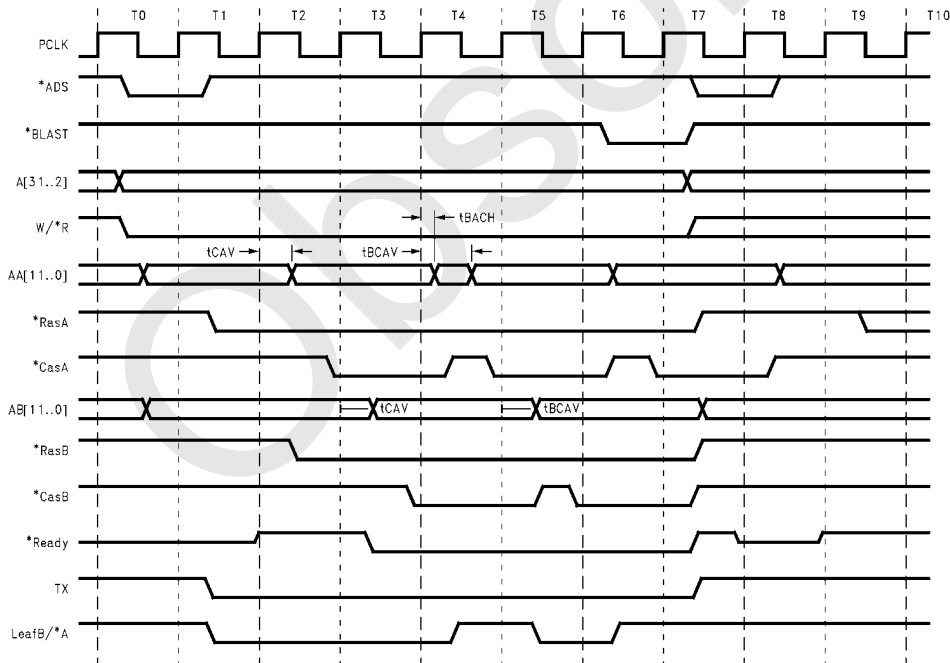 T0 T1 T2 T3 T4 T5 T6 T7 T8 T9 T10
PCLK
*ADS
*BLAST
A[31..2]
W/*R
tBACH
tCAV
tBCAV
AA[11..0]
*RasA
*CasA
AB[11..0]
tCAV
tBCAV
*RasB
*CasB
*Ready
TX
LeafB/*A